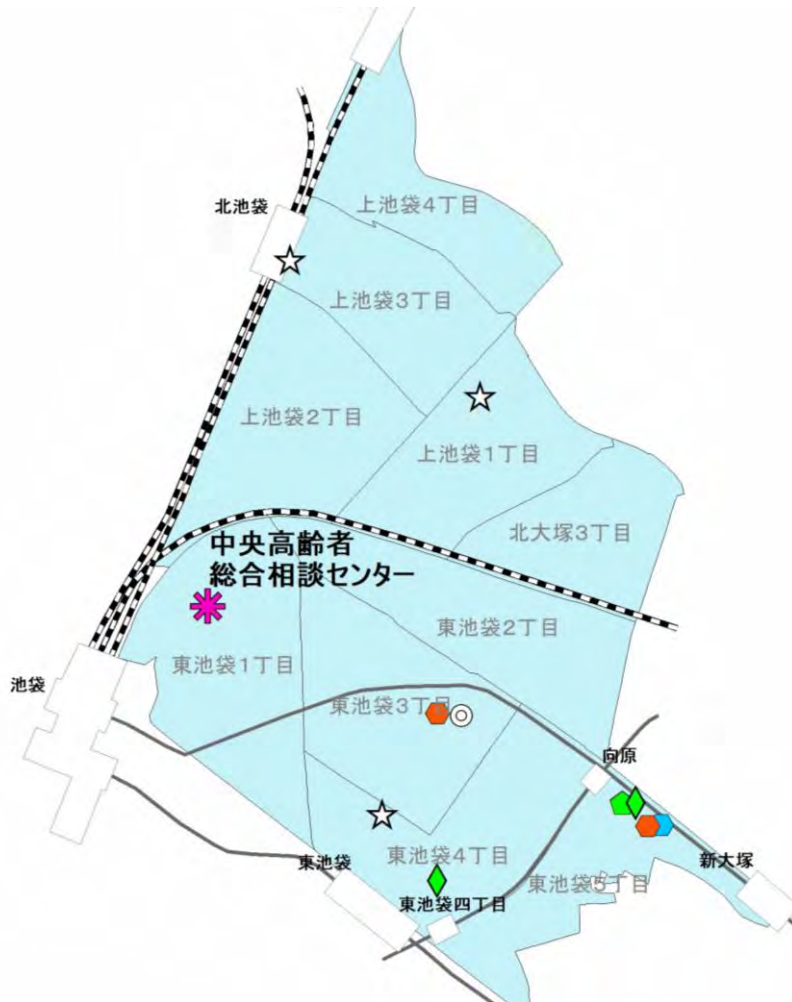 上池袋4丁目
北池袋
上池袋3丁目
上池袋2丁目
上池袋1丁目
北大塚3丁目
中央高齢者
総合相談センター
東池袋2丁目
東池袋1丁目
池袋
東池袋3丁目
向原
東池袋4丁目
東池袋
新大塚
東池袋5丁目
東池袋四丁目